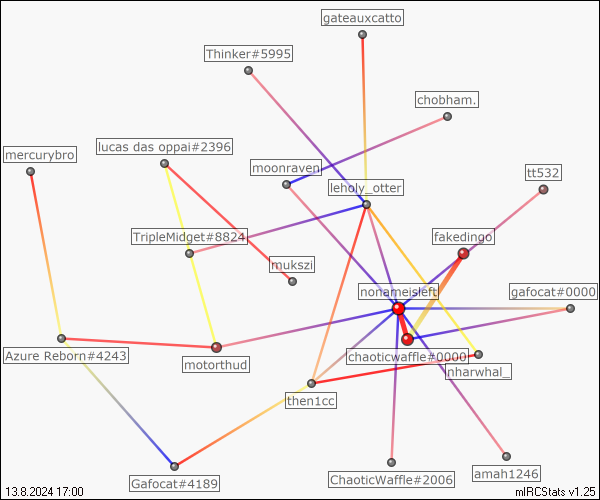 gateauxcatto
Thinker#5995
chobham.
lucas das oppai#2396
mercurybro
moonraven
tt532
leholy_otter
TripleMidget#8824
fakedingo
mukszi
nonameisleft
gafocat#0000
Azure Reborn#4243
chaoticwaffle#0000
motorthud
nharwhal_
then1cc
Gafocat#4189
ChaoticWaffle#2006
amah1246
13.8.2024 17:00
mIRCStats v1.25